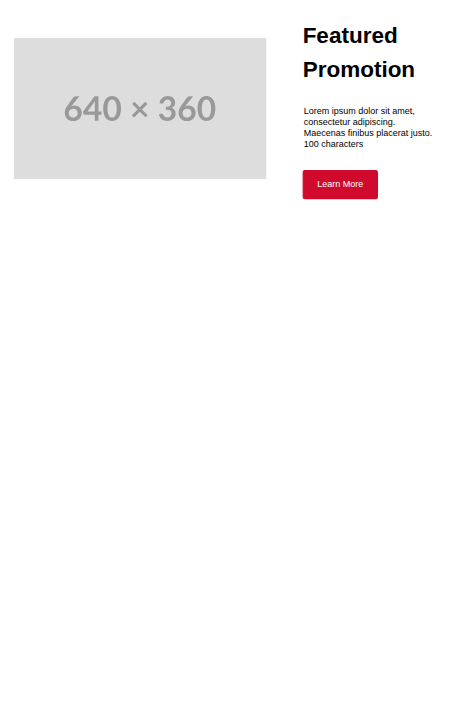 640 × 360
Featured
Promotion
Lorem ipsum dolor sit amet,
consectetur adipiscing.
Maecenas finibus placerat justo.
100 characters
Learn More